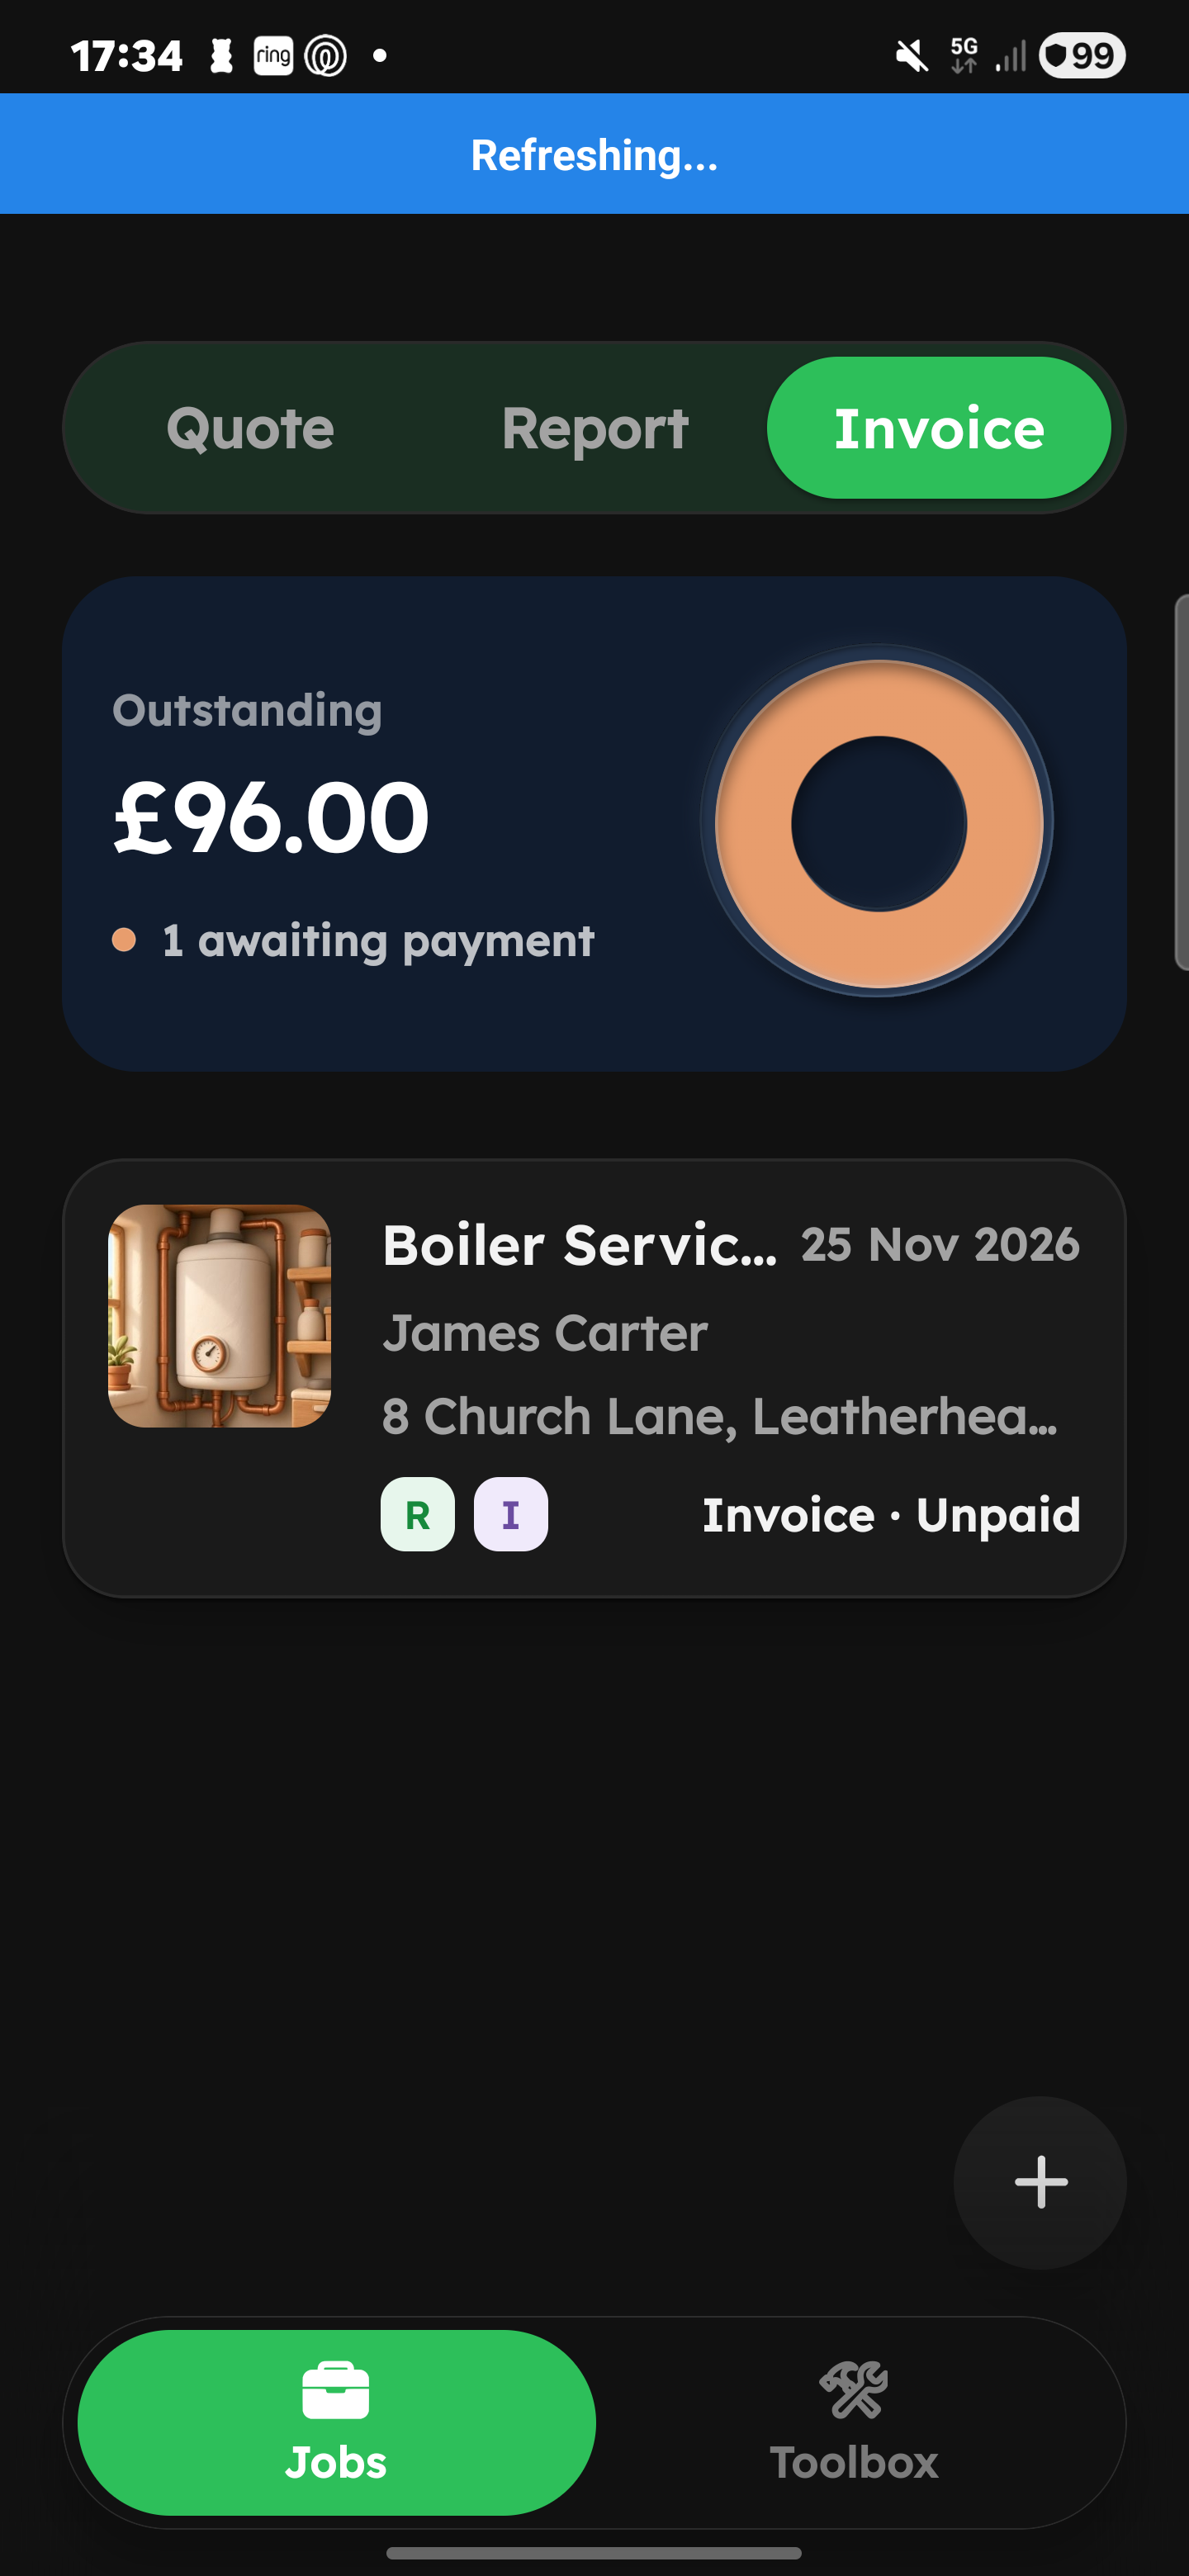 17:34 ring 5G 99
Refreshing...
Quote Report Invoice
Outstanding
£96.00
1 awaiting payment
Boiler Servic... 25 Nov 2026
James Carter
8 Church Lane, Leatherhea...
R I Invoice · Unpaid
Jobs Toolbox